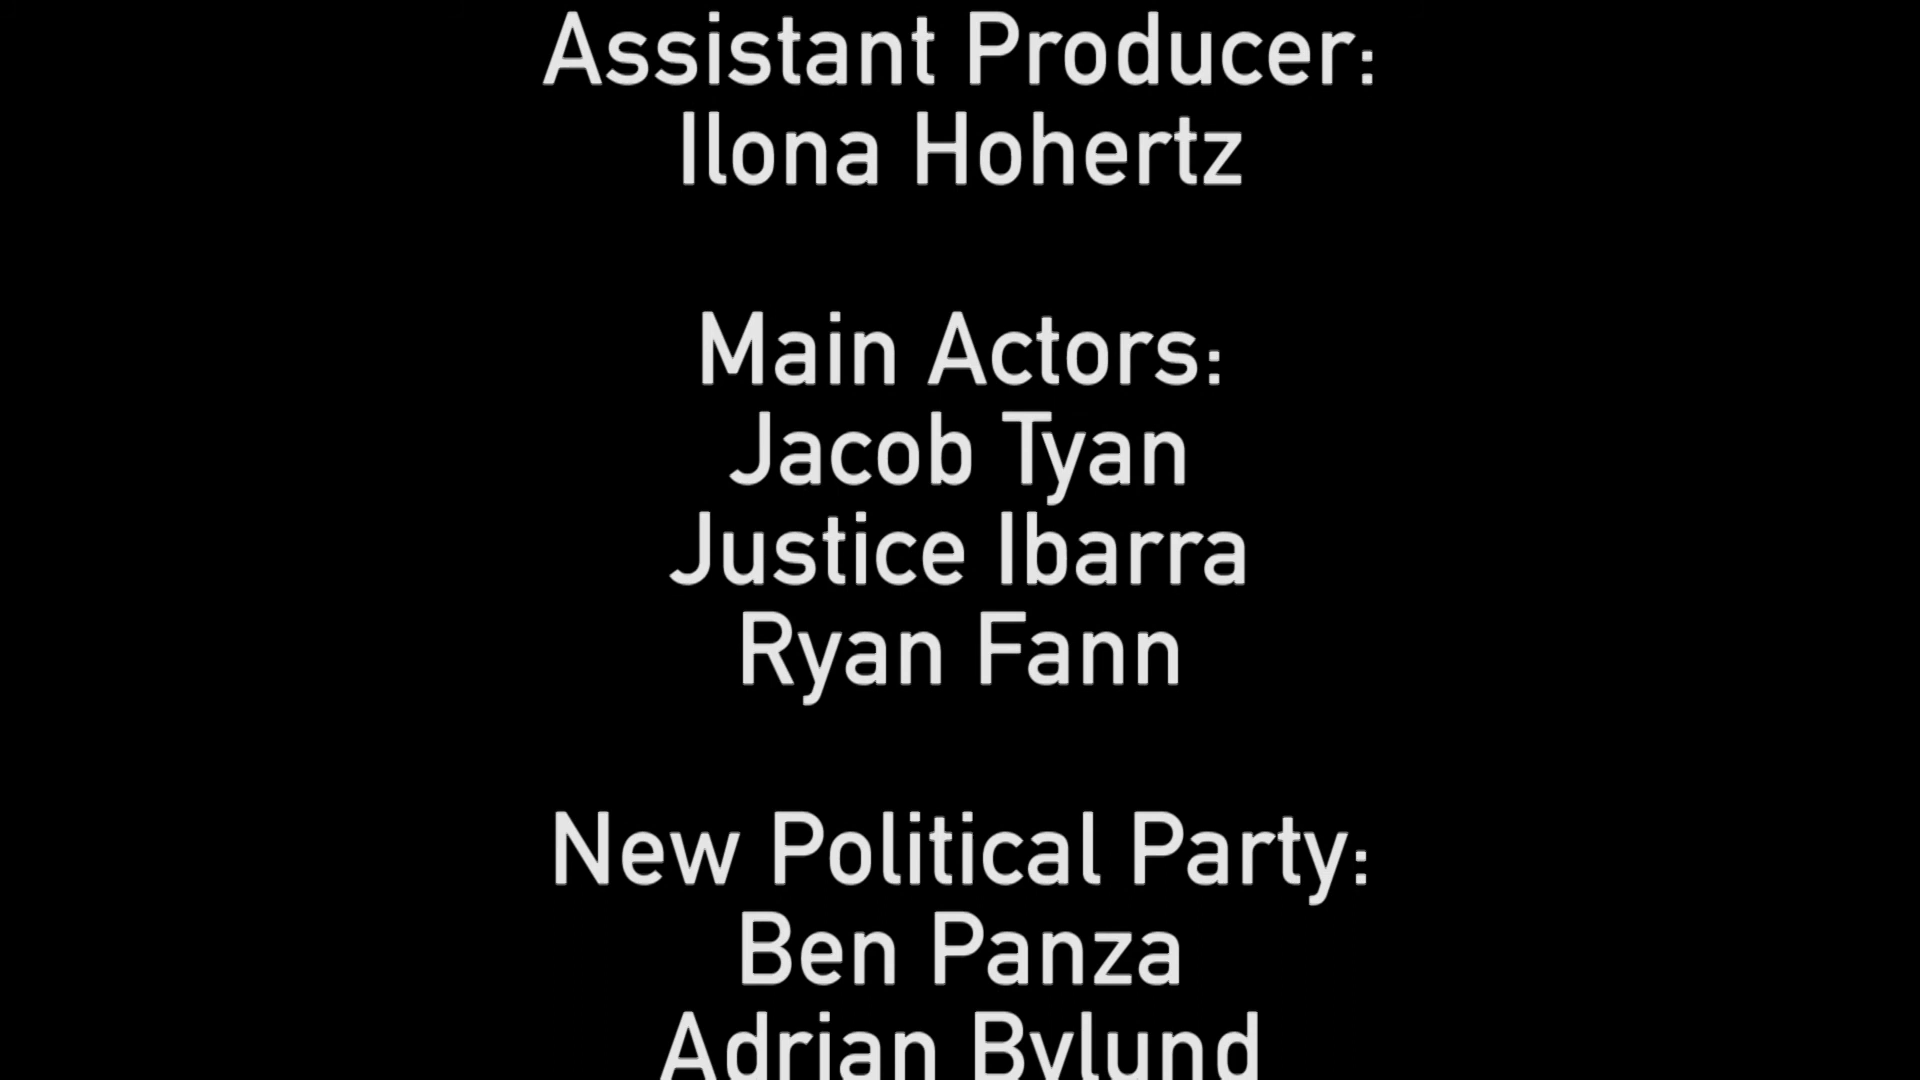 Assistant Producer:
Ilona Hohertz
Main Actors:
Jacob Tyan
Justice Ibarra
Ryan Fann
New Political Party:
Ben Panza
Adrian Bylund